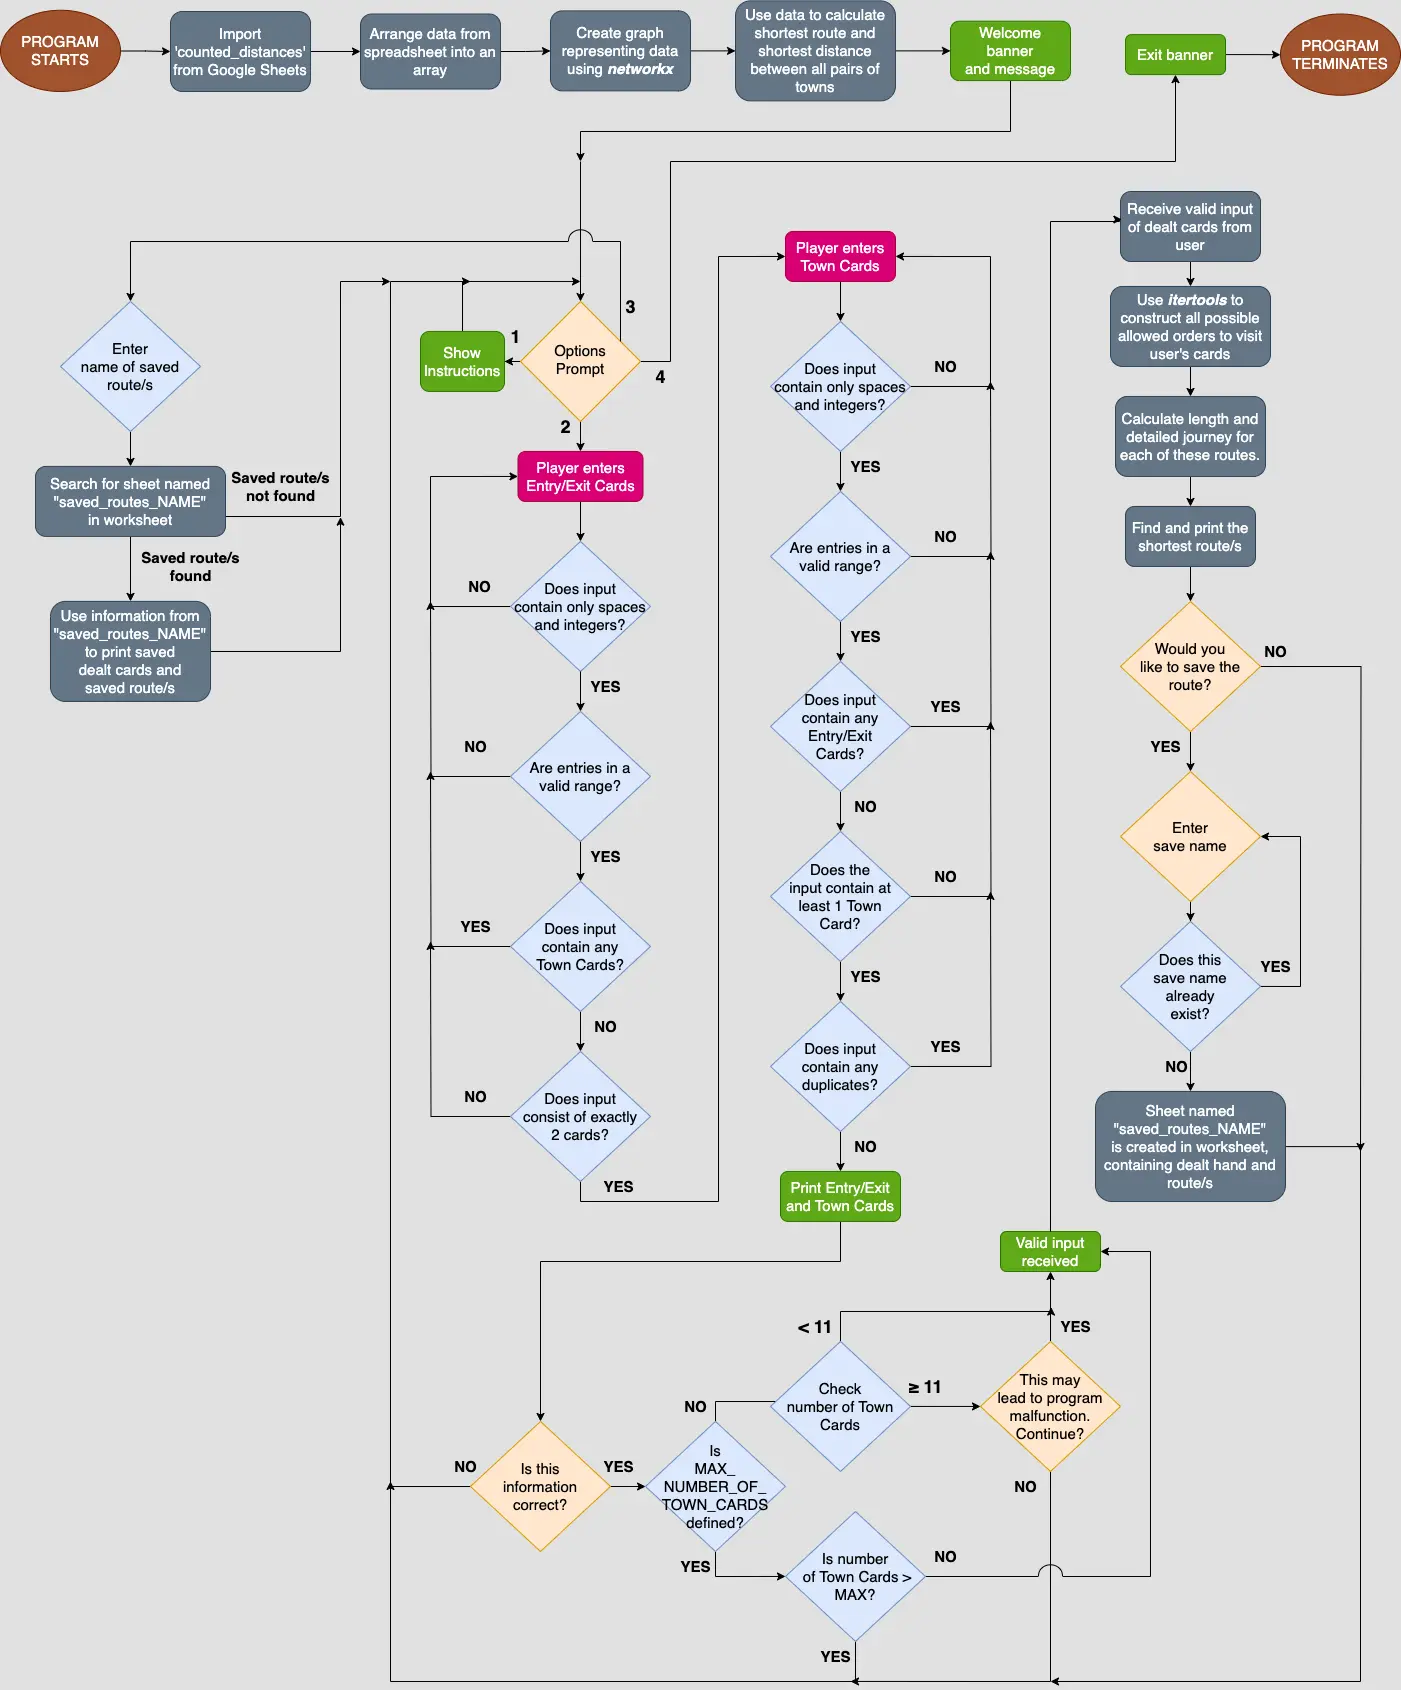 PROGRAM
STARTS
Import
'counted_distances'
from Google Sheets
Arrange data from
spreadsheet into an
array
Create graph
representing data
using networkx
Use data to calculate
shortest route and
shortest distance
between all pairs of
towns
Welcome
banner
and message
Exit banner
PROGRAM
TERMINATES
Enter
name of saved
route/s
Search for sheet named
"saved_routes_NAME"
in worksheet
Saved route/s
not found
Saved route/s
found
Use information from
"saved_routes_NAME"
to print saved
dealt cards and
saved route/s
Show
Instructions
1
Options
Prompt
3
4
2
Player enters
Entry/Exit Cards
Does input
contain only spaces
and integers?
NO
YES
Are entries in a
valid range?
NO
YES
Does input
contain any
Town Cards?
YES
NO
Does input
consist of exactly
2 cards?
NO
YES
Player enters
Town Cards
Does input
contain only spaces
and integers?
NO
YES
Are entries in a
valid range?
NO
YES
Does input
contain any
Entry/Exit
Cards?
YES
NO
Does the
input contain at
least 1 Town
Card?
NO
YES
Does input
contain any
duplicates?
YES
NO
Print Entry/Exit
and Town Cards
Is this
information
correct?
NO
YES
Is
MAX_
NUMBER_OF_
TOWN_CARDS
defined?
NO
YES
Check
number of Town
Cards
< 11
≥ 11
This may
lead to program
malfunction.
Continue?
YES
NO
Is number
of Town Cards >
MAX?
NO
YES
Valid input
received
Receive valid input
of dealt cards from
user
Use itertools to
construct all possible
allowed orders to visit
user's cards
Calculate length and
detailed journey for
each of these routes.
Find and print the
shortest route/s
Would you
like to save the
route?
NO
YES
Enter
save name
Does this
save name
already
exist?
YES
NO
Sheet named
"saved_routes_NAME"
is created in worksheet,
containing dealt hand and
route/s